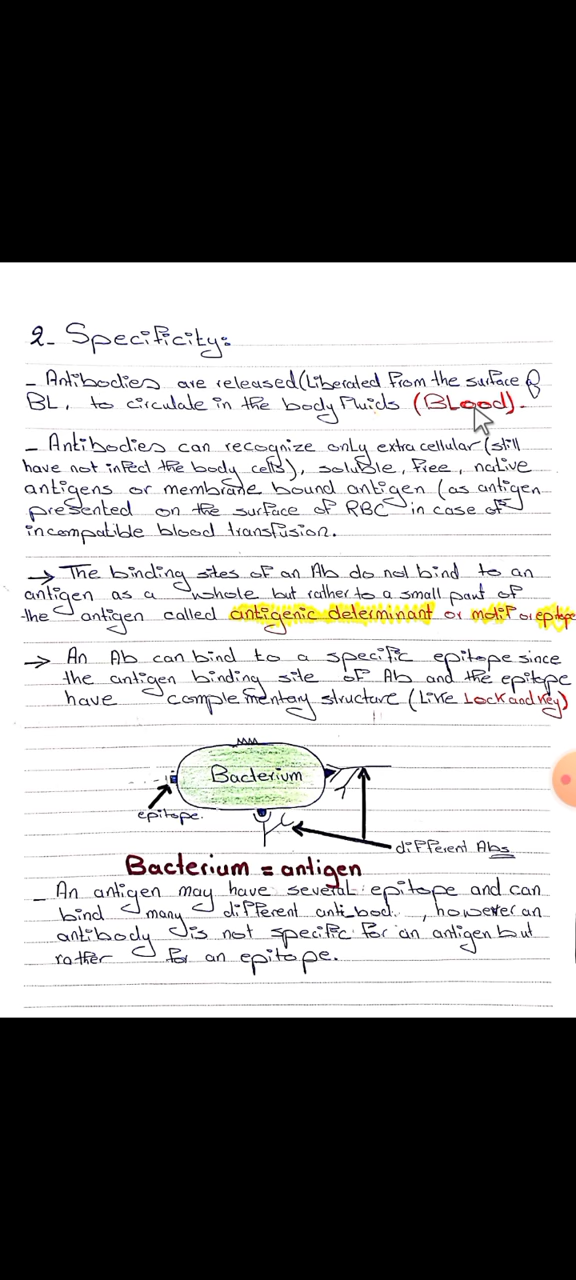 2- Specificity:
- Antibodies are released (Liberated from the surface of
BL, to circulate in the body fluids (BLood).
- Antibodies can recognize only extra cellular (still
have not infect the body cells), soluble, free, native
antigens or membrane bound antigen (as antigen
presented on the surface of RBC in case of
incompatible blood transfusion.
→ The binding sites of an Ab do not bind to an
antigen as a whole but rather to a small part of
the antigen called antigenic determinant or motif or epitope
→ An Ab can bind to a specific epitope since
the antigen binding site of Ab and the epitope
have complementary structure (Like Lock and key)
Bacterium
epitope.
different Abs
Bacterium = antigen
- An antigen may have several epitope and can
bind many different anti bod. , however an
antibody is not specific for an antigen but
rather for an epitope.